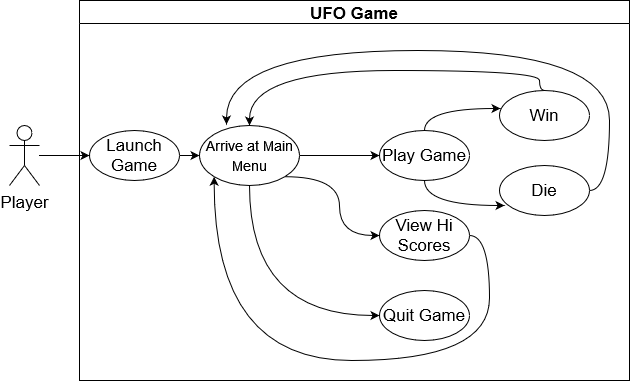 UFO Game
Player
Launch
Game
Arrive at Main
Menu
Play Game
Win
Die
View Hi
Scores
Quit Game